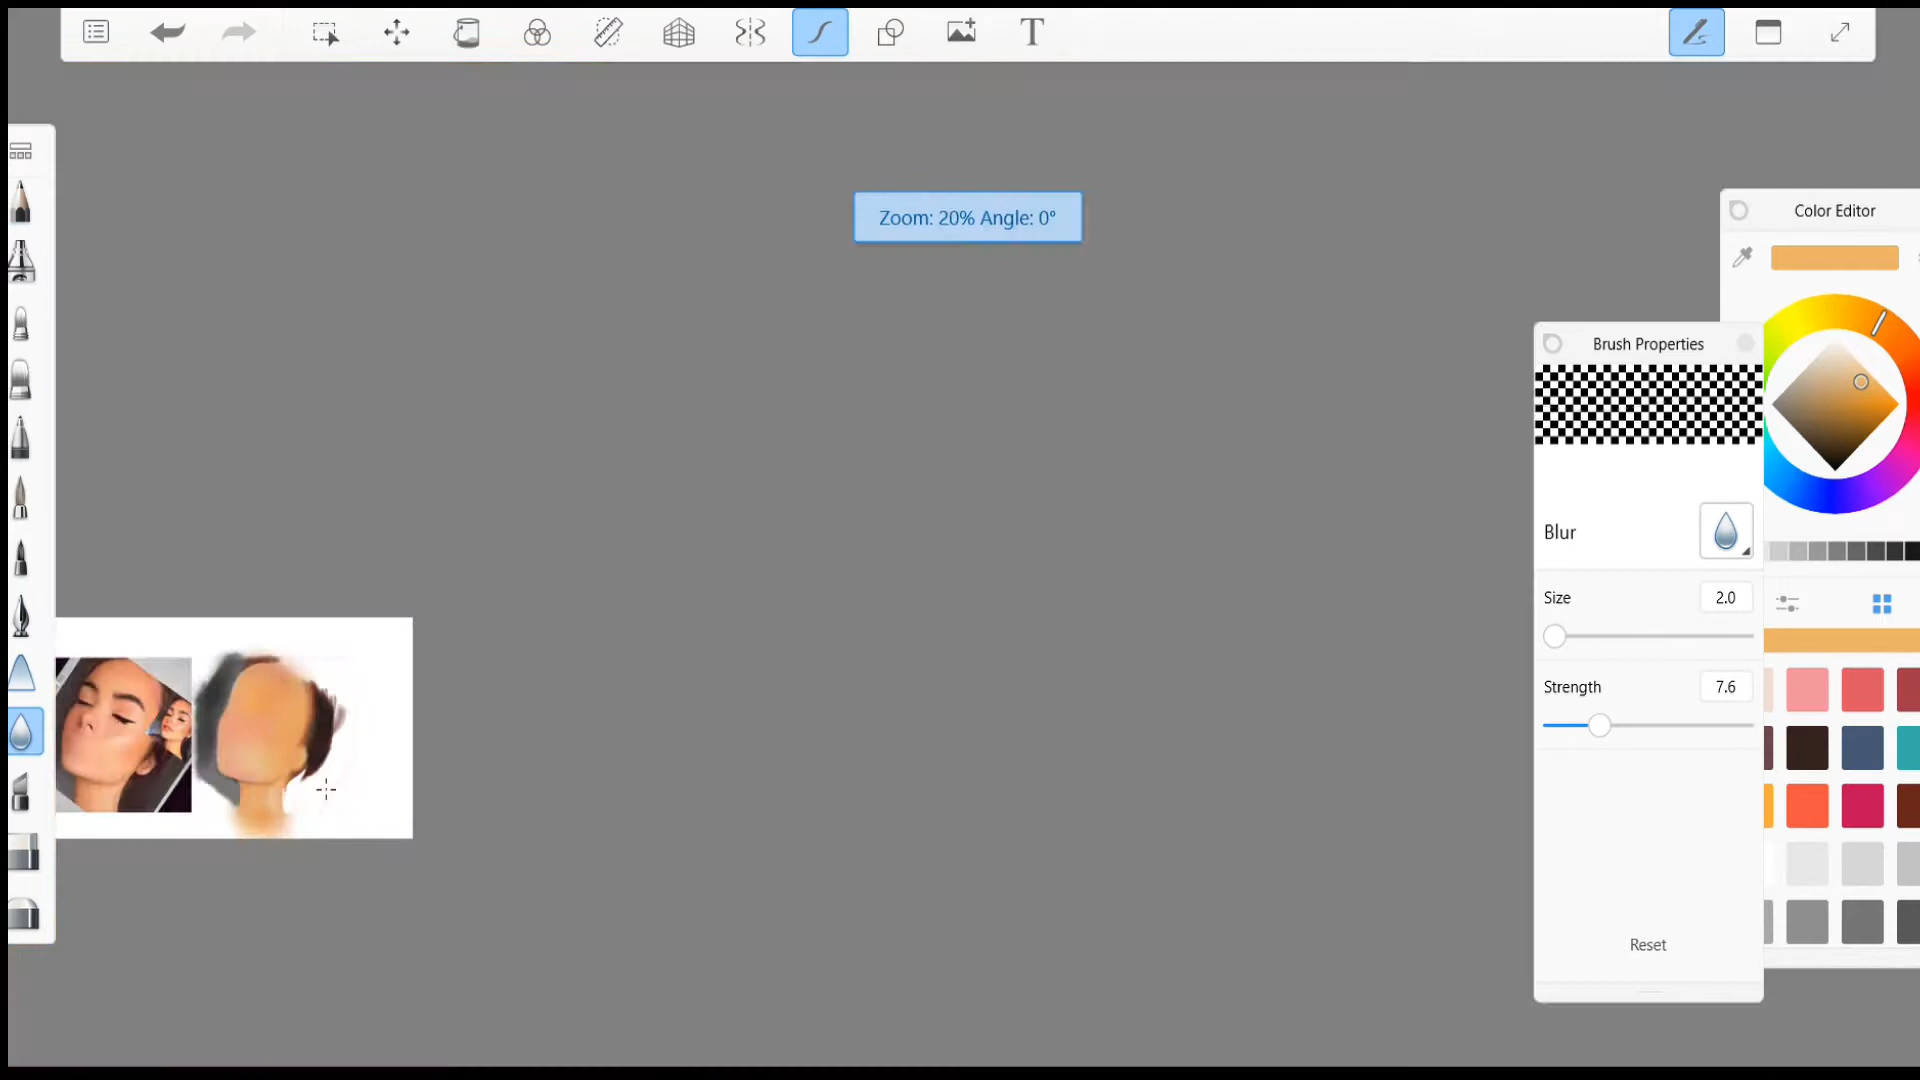 T
Zoom: 20% Angle: 0°
Color Editor
Brush Properties
Blur
Size
2.0
Strength
7.6
Reset